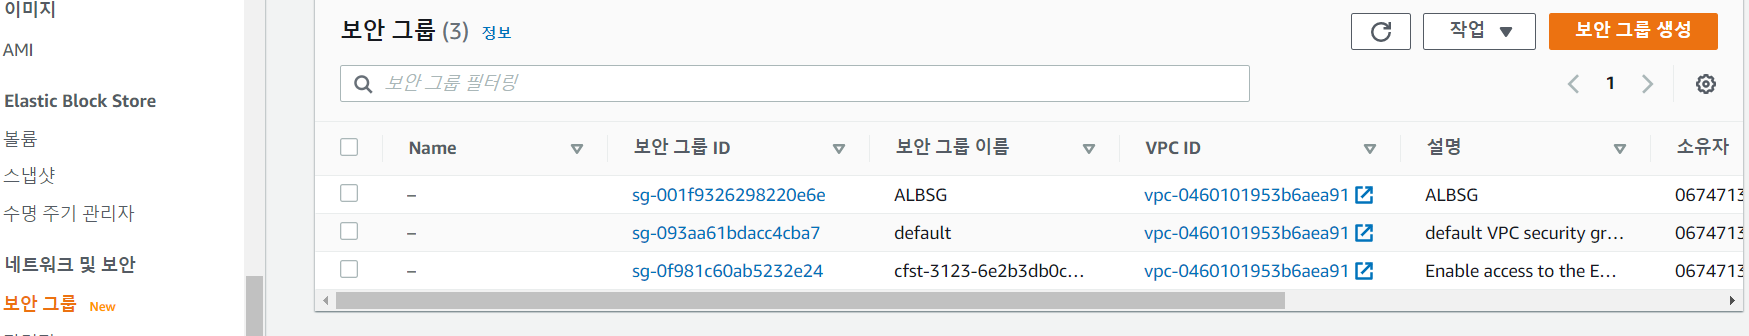 이미지
AMI
Elastic Block Store
볼륨
스냅샷
수명 주기 관리자
네트워크 및 보안
보안 그룹 New
보안 그룹 (3) 정보
작업
보안 그룹 생성
보안 그룹 필터링
1
Name 보안 그룹 ID 보안 그룹 이름 VPC ID 설명 소유자
– sg-001f9326298220e6e ALBSG vpc-0460101953b6aea91 ALBSG 0674713
– sg-093aa61bdacc4cba7 default vpc-0460101953b6aea91 default VPC security gr... 0674713
– sg-0f981c60ab5232e24 cfst-3123-6e2b3db0c... vpc-0460101953b6aea91 Enable access to the E... 0674713